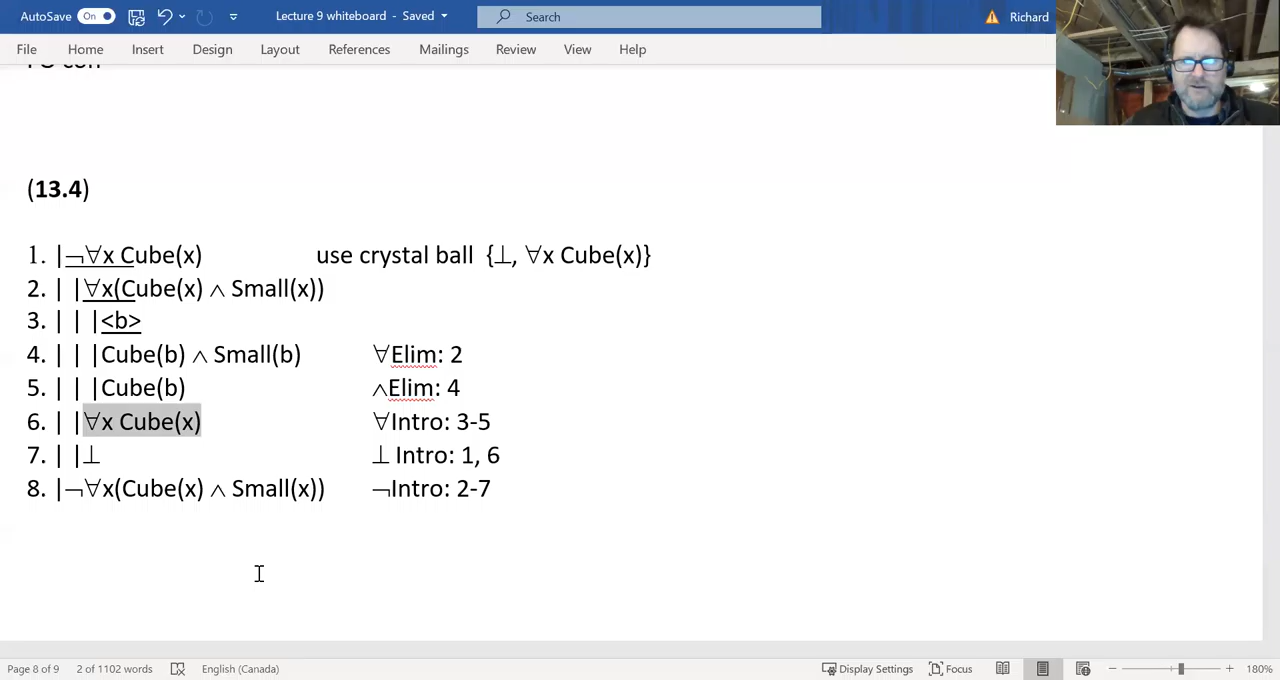 AutoSave On Lecture 9 whiteboard - Saved Search Richard
File Home Insert Design Layout References Mailings Review View Help
(13.4)
1. |¬∀x Cube(x) use crystal ball {⊥, ∀x Cube(x)}
2. | |∀x(Cube(x) ∧ Small(x))
3. | | |<b>
4. | | |Cube(b) ∧ Small(b) ∀Elim: 2
5. | | |Cube(b) ∧Elim: 4
6. | |∀x Cube(x) ∀Intro: 3-5
7. | |⊥ ⊥ Intro: 1, 6
8. |¬∀x(Cube(x) ∧ Small(x)) ¬Intro: 2-7
Page 8 of 9 2 of 1102 words English (Canada) Display Settings Focus 180%